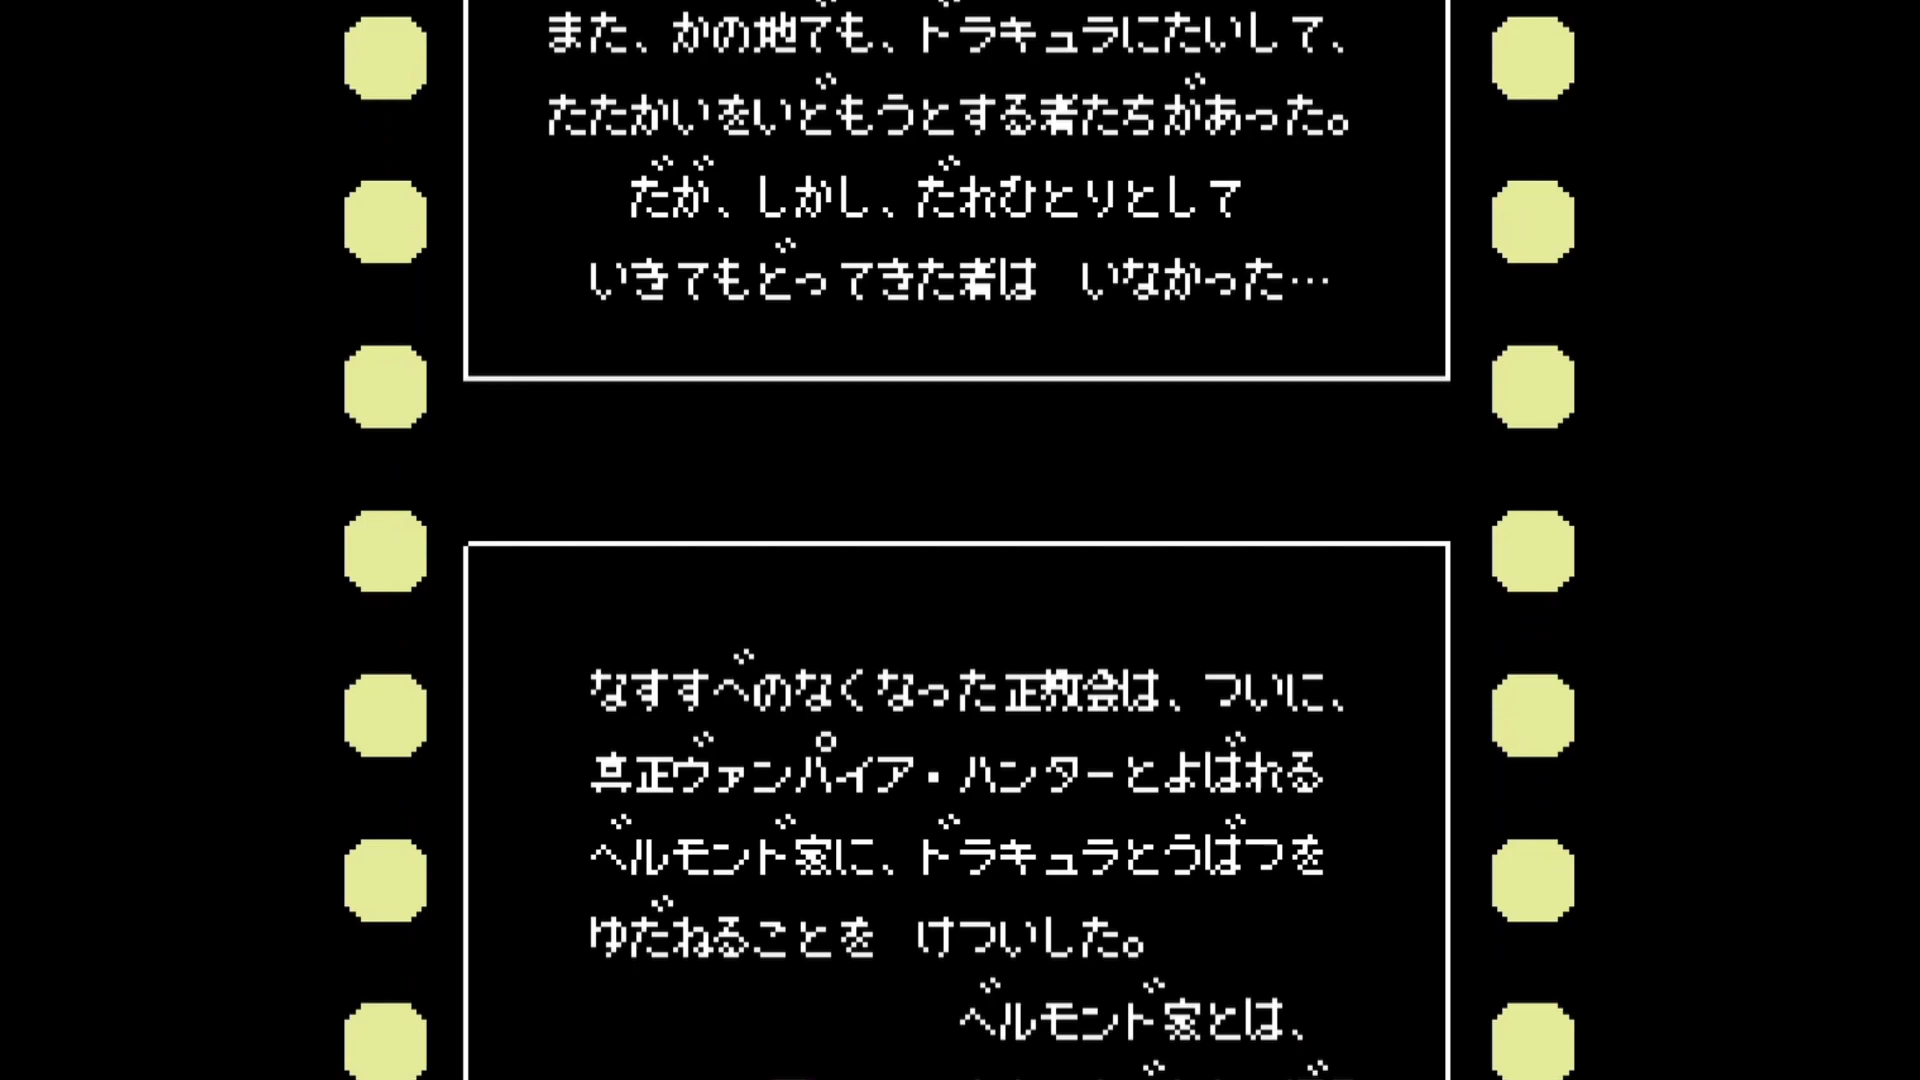 また、かの地でも、ドラキュラにたいして、
たたかいをいどもうとする者たちがあった。
だが、しかし、だれひとりとして
いきてもどってきた者は　いなかった…
なすすべのなくなった正教会は、ついに、
真正ヴァンパイア・ハンターとよばれる
ベルモンド家に、ドラキュラとうばつを
ゆだねることを　けついした。
ベルモンド家とは、